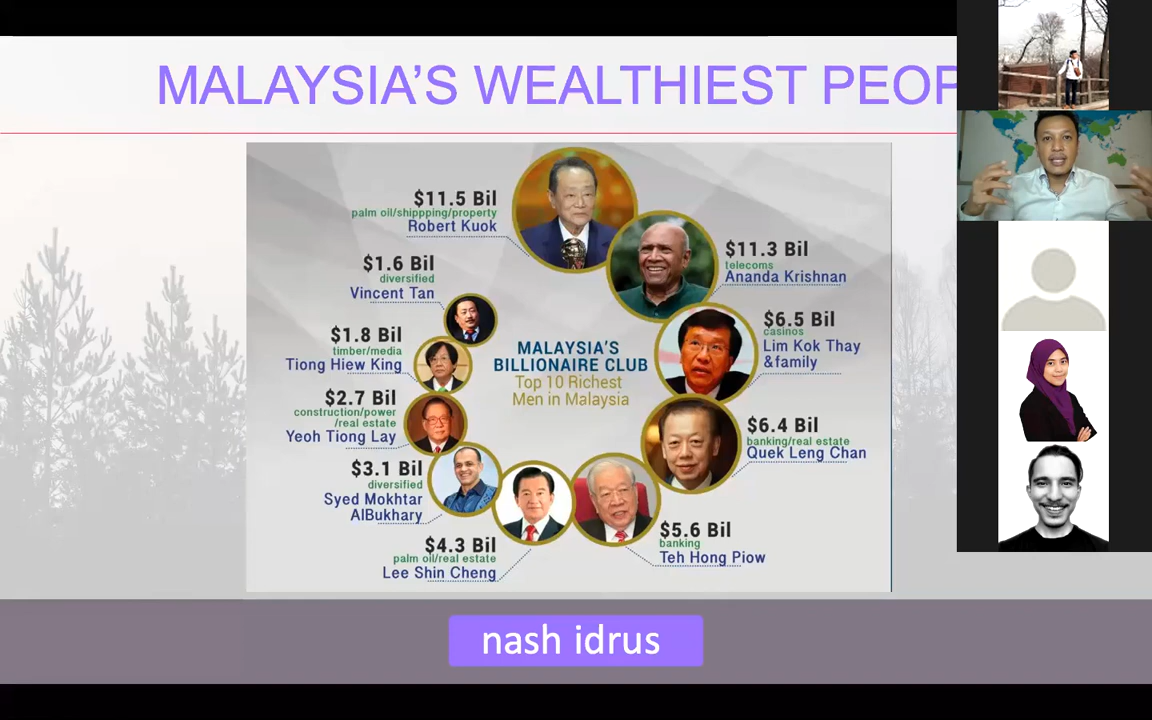 MALAYSIA'S WEALTHIEST PEOP
$11.5 Bil
palm oil/shippping/property
Robert Kuok
$11.3 Bil
telecoms
Ananda Krishnan
$1.6 Bil
diversified
Vincent Tan
$6.5 Bil
casinos
Lim Kok Thay
&family
$1.8 Bil
timber/media
Tiong Hiew King
MALAYSIA'S
BILLIONAIRE CLUB
Top 10 Richest
Men in Malaysia
$2.7 Bil
construction/power
/real estate
Yeoh Tiong Lay
$6.4 Bil
banking/real estate
Quek Leng Chan
$3.1 Bil
diversified
Syed Mokhtar
AlBukhary
$5.6 Bil
banking
Teh Hong Piow
$4.3 Bil
palm oil/real estate
Lee Shin Cheng
nash idrus